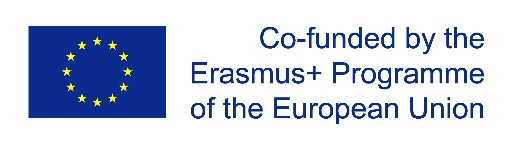 Co-funded by the
Erasmus+ Programme
of the European Union